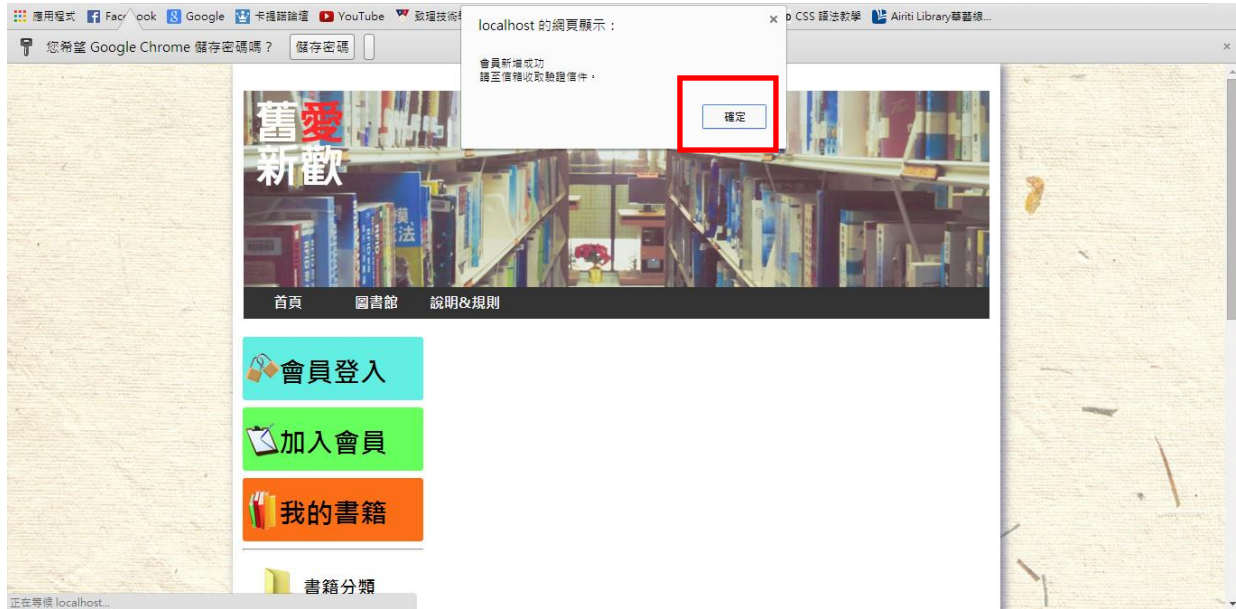 應用程式 Facebook Google 卡提諾論壇 YouTube 致理技術 CSS 語法教學 Airiti Library華藝線...
localhost 的網頁顯示：
會員新增成功
請至信箱收取驗證信件。
確定
您希望 Google Chrome 儲存密碼嗎？ 儲存密碼
舊愛
新歡
首頁 圖書館 說明&規則
會員登入
加入會員
我的書籍
書籍分類
正在等候 localhost...